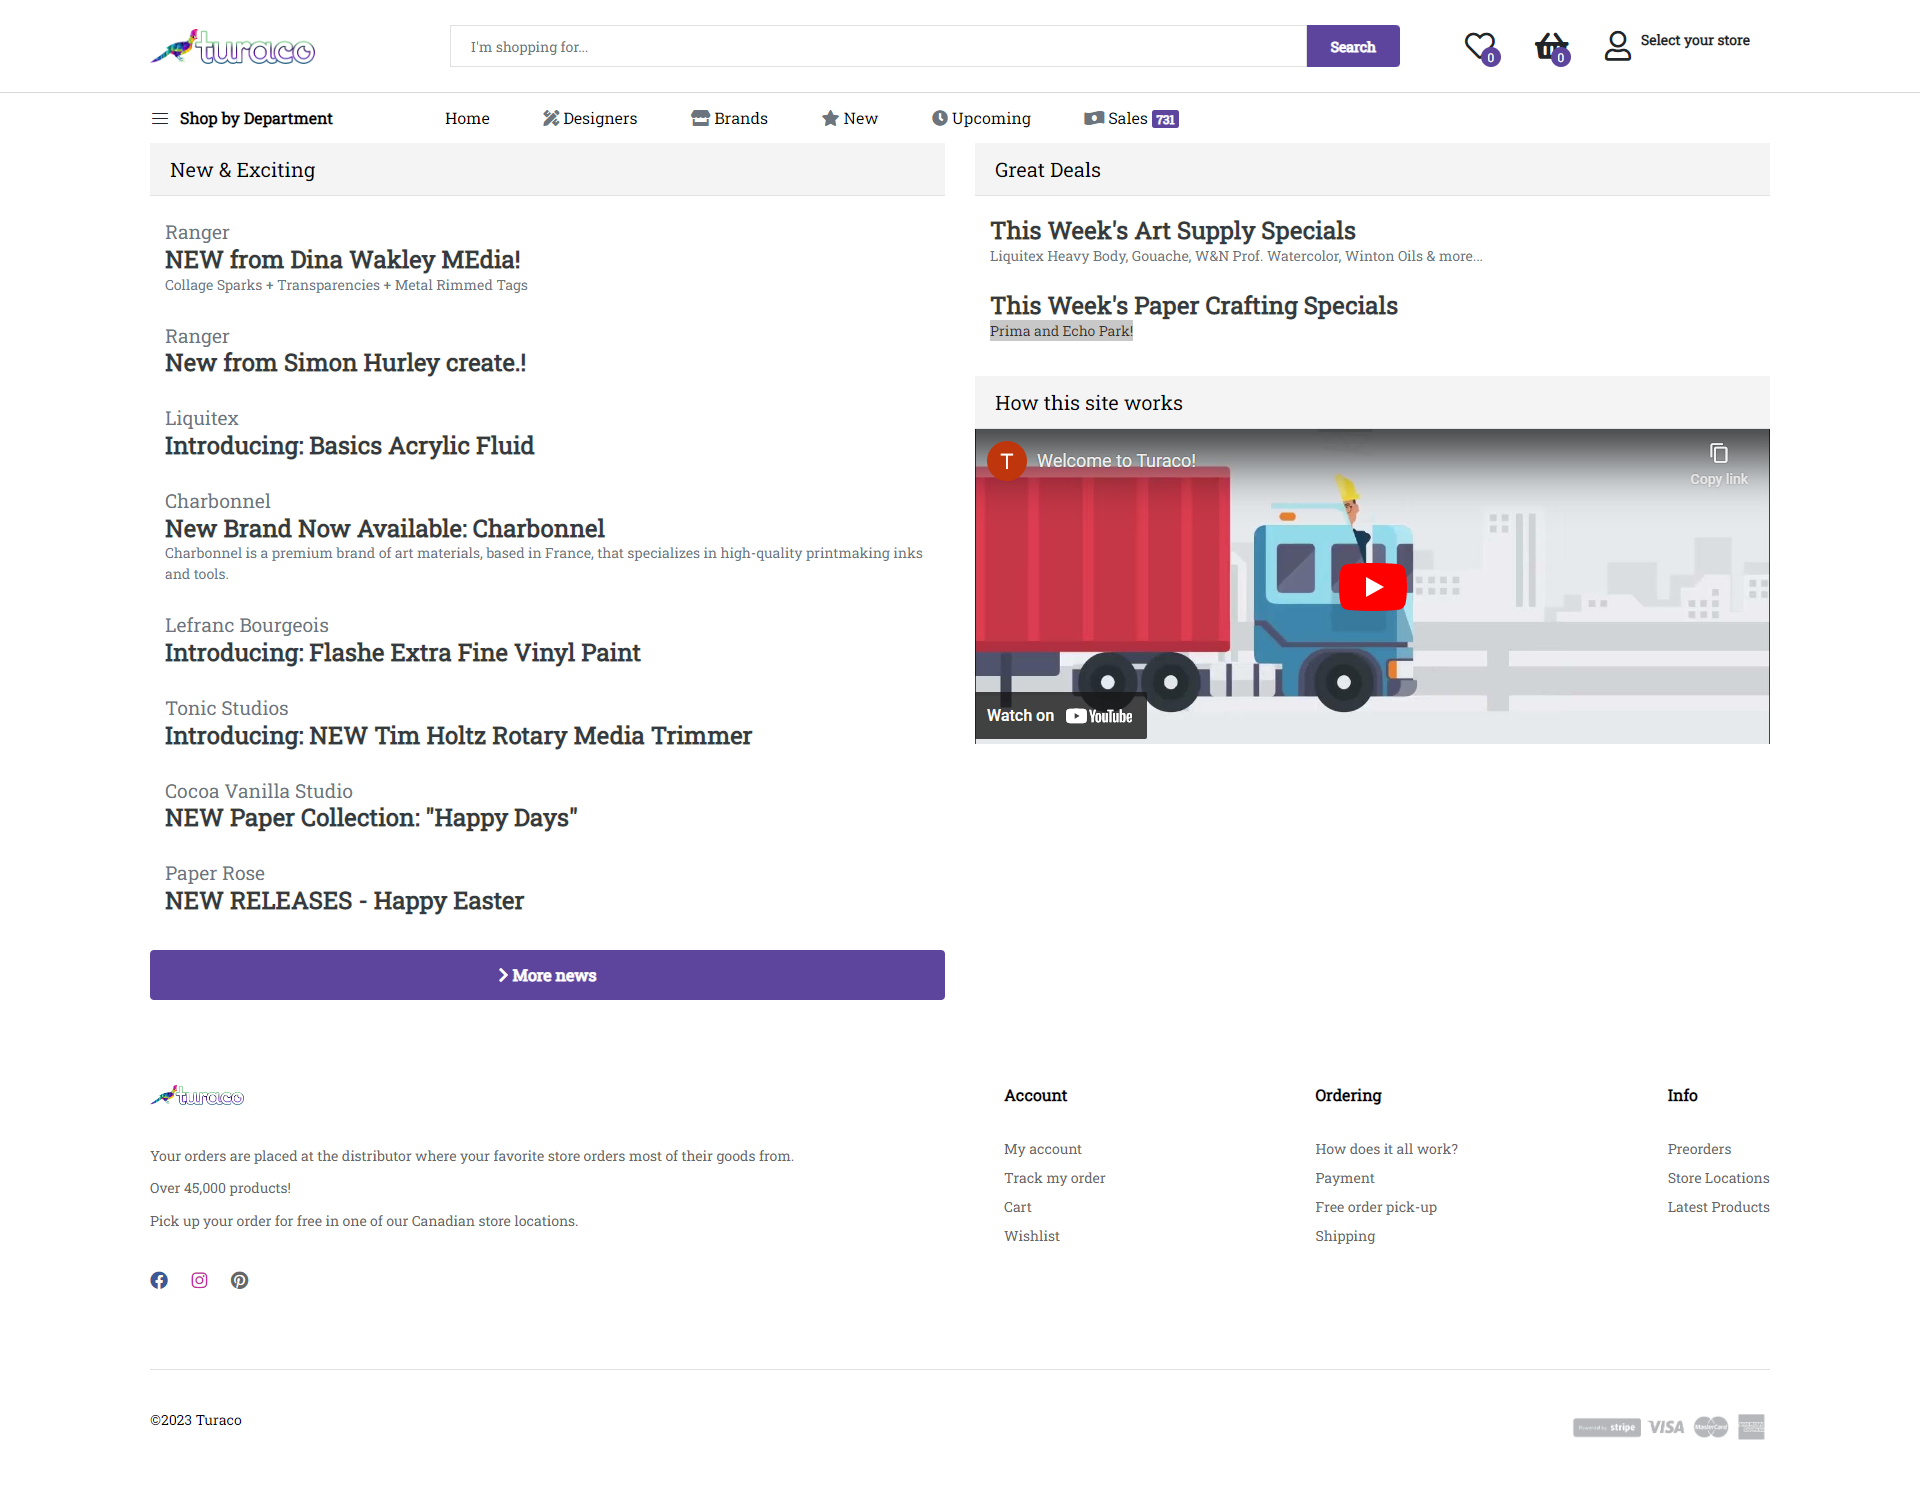 turaco
I'm shopping for...
Search
0
0
Select your store
Shop by Department
Home
Designers
Brands
New
Upcoming
Sales 731
New & Exciting
Ranger
NEW from Dina Wakley MEdia!
Collage Sparks + Transparencies + Metal Rimmed Tags
Ranger
New from Simon Hurley create.!
Liquitex
Introducing: Basics Acrylic Fluid
Charbonnel
New Brand Now Available: Charbonnel
Charbonnel is a premium brand of art materials, based in France, that specializes in high-quality printmaking inks
and tools.
Lefranc Bourgeois
Introducing: Flashe Extra Fine Vinyl Paint
Tonic Studios
Introducing: NEW Tim Holtz Rotary Media Trimmer
Cocoa Vanilla Studio
NEW Paper Collection: "Happy Days"
Paper Rose
NEW RELEASES - Happy Easter
More news
Great Deals
This Week's Art Supply Specials
Liquitex Heavy Body, Gouache, W&N Prof. Watercolor, Winton Oils & more...
This Week's Paper Crafting Specials
Prima and Echo Park!
How this site works
T
Welcome to Turaco!
Copy link
Watch on YouTube
turaco
Your orders are placed at the distributor where your favorite store orders most of their goods from.
Over 45,000 products!
Pick up your order for free in one of our Canadian store locations.
Account
My account
Track my order
Cart
Wishlist
Ordering
How does it all work?
Payment
Free order pick-up
Shipping
Info
Preorders
Store Locations
Latest Products
©2023 Turaco
Powered by stripe
VISA
MasterCard